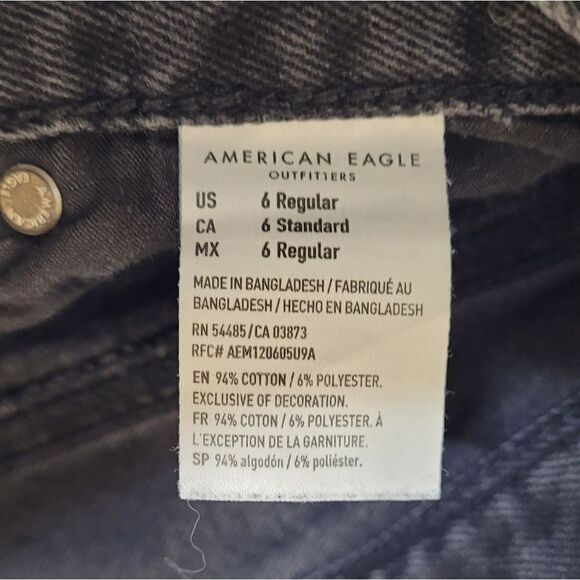 AMERICAN EAGLE
OUTFITTERS
US 6 Regular
CA 6 Standard
MX 6 Regular
MADE IN BANGLADESH / FABRIQUÉ AU
BANGLADESH / HECHO EN BANGLADESH
RN 54485 / CA 03873
RFC# AEM120605U9A
EN 94% COTTON / 6% POLYESTER.
EXCLUSIVE OF DECORATION.
FR 94% COTON / 6% POLYESTER. À
L'EXCEPTION DE LA GARNITURE.
SP 94% algodón / 6% poliéster.
AMERICAN EAGLE